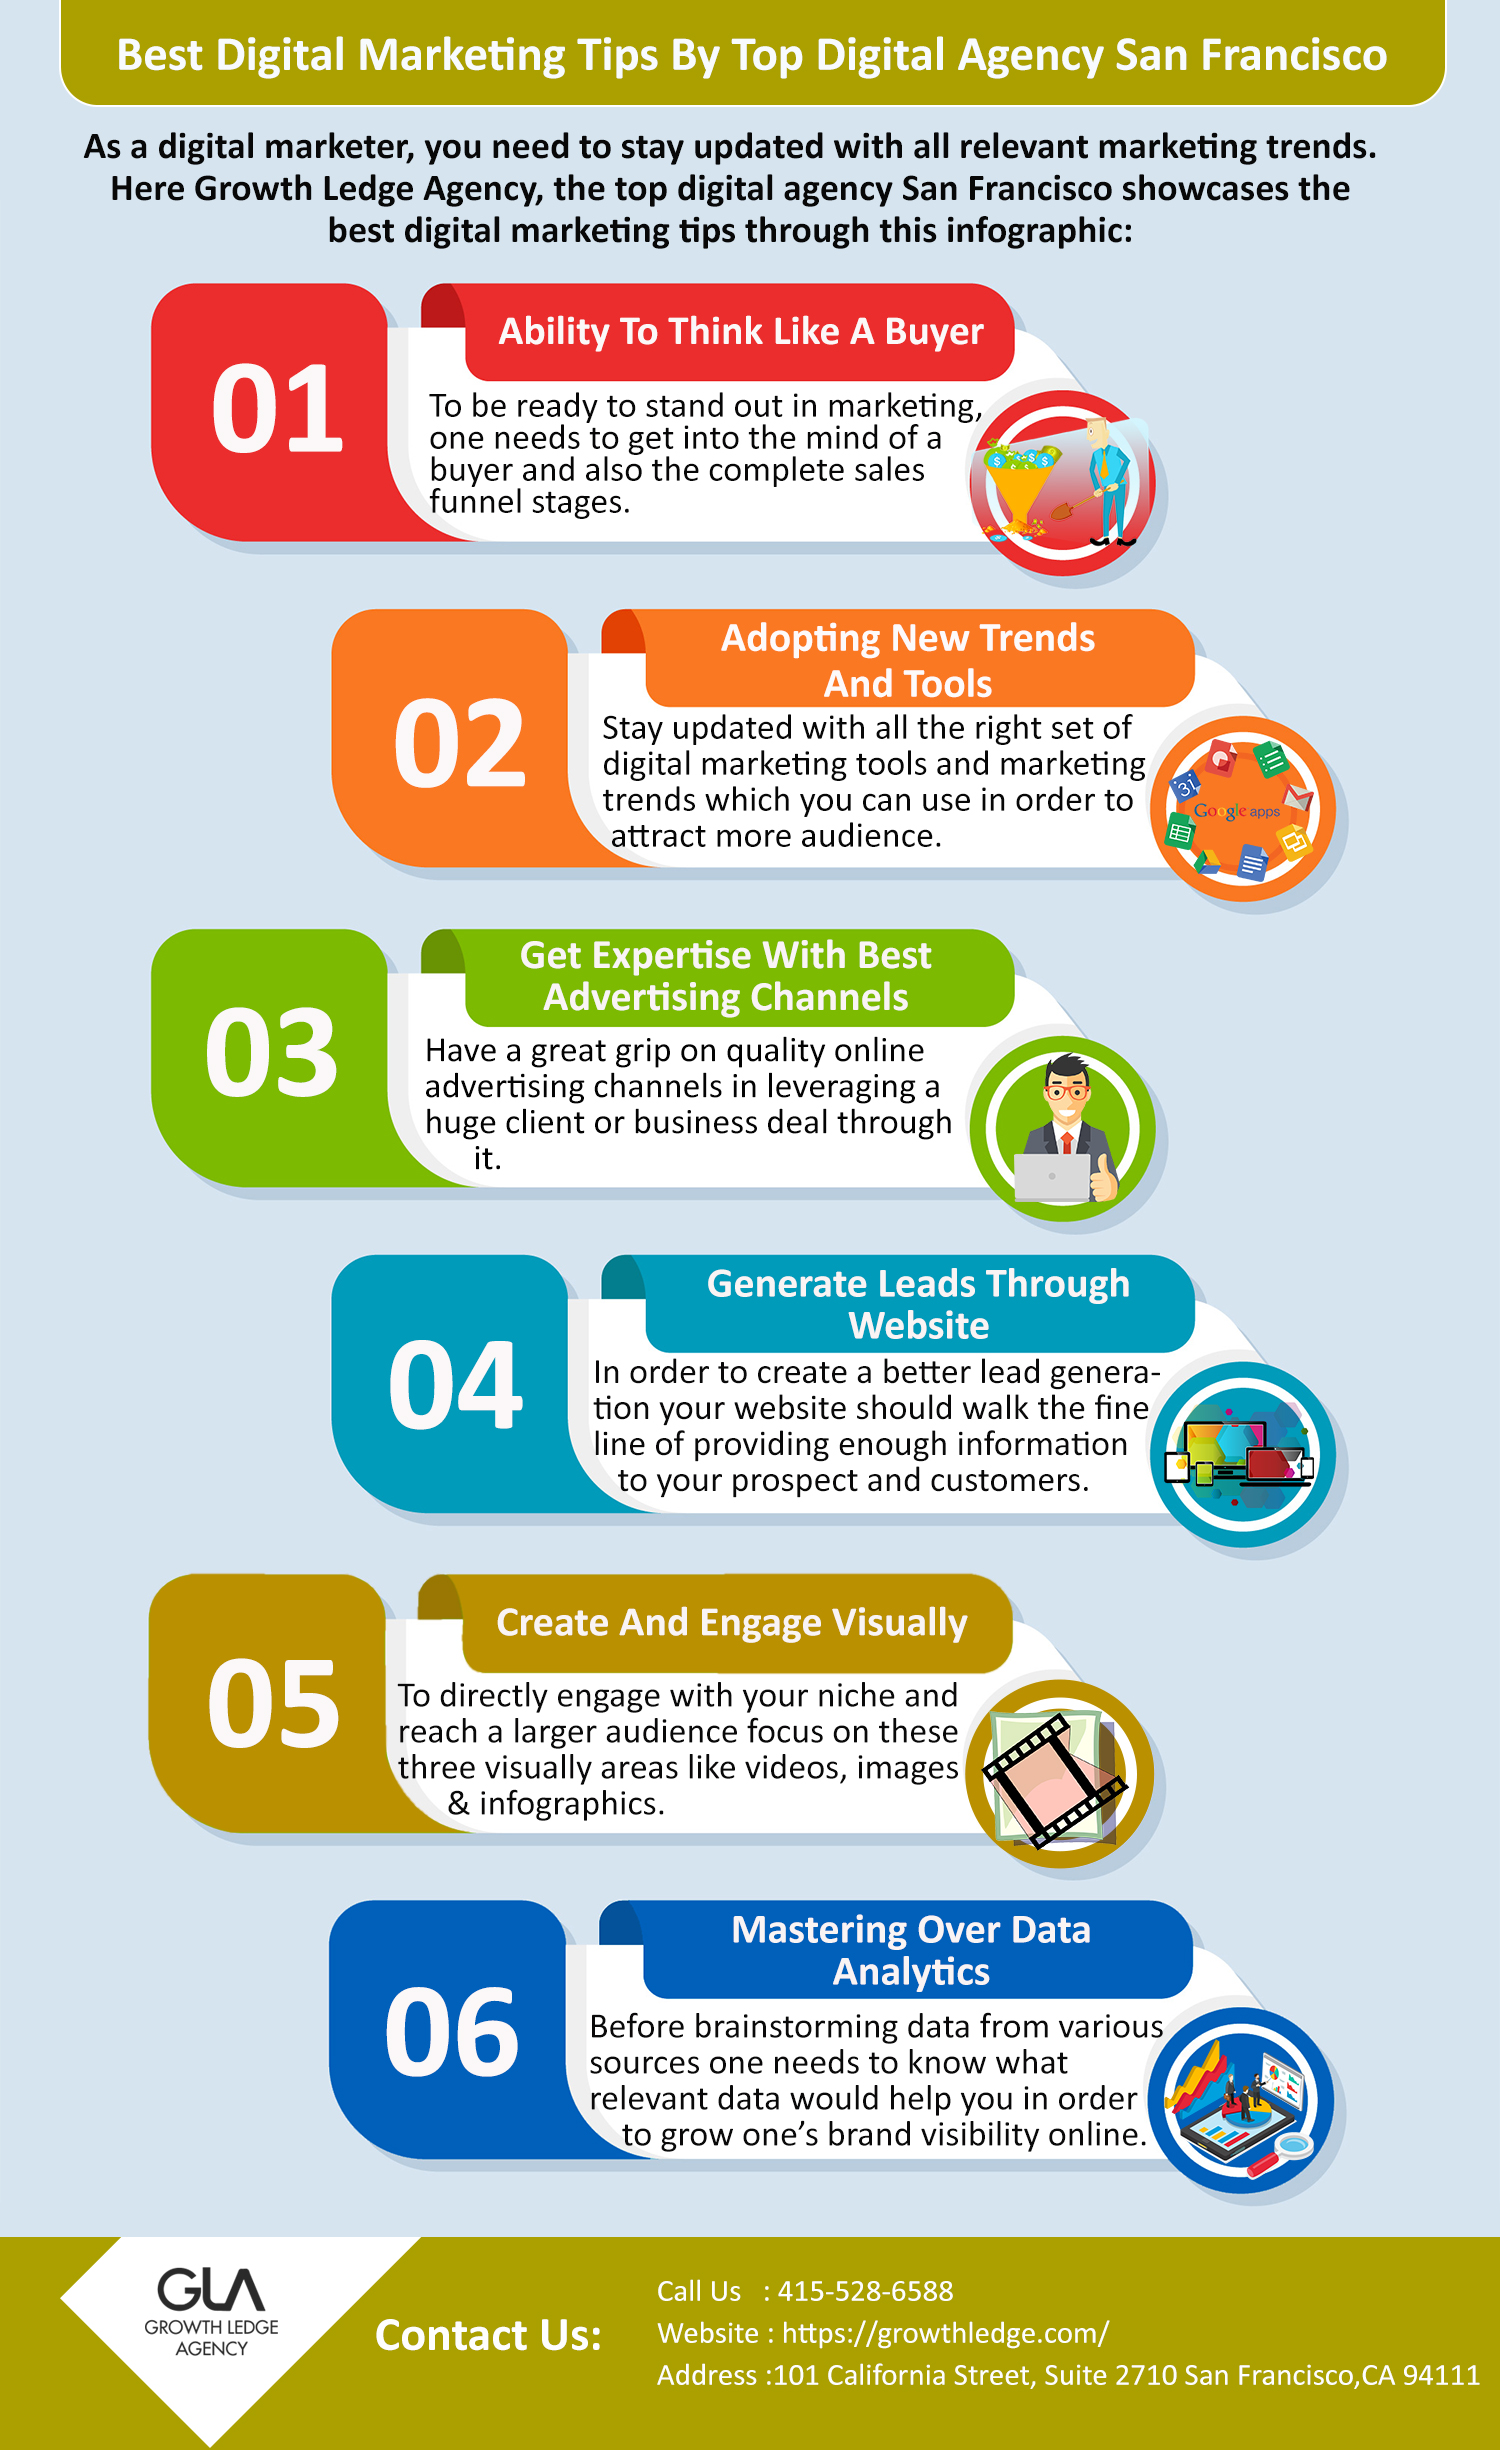 Best Digital Marketing Tips By Top Digital Agency San Francisco
As a digital marketer, you need to stay updated with all relevant marketing trends.
Here Growth Ledge Agency, the top digital agency San Francisco showcases the
best digital marketing tips through this infographic:
01
Ability To Think Like A Buyer
To be ready to stand out in marketing,
one needs to get into the mind of a
buyer and also the complete sales
funnel stages.
02
Adopting New Trends
And Tools
Stay updated with all the right set of
digital marketing tools and marketing
trends which you can use in order to
attract more audience.
31
Google apps
03
Get Expertise With Best
Advertising Channels
Have a great grip on quality online
advertising channels in leveraging a
huge client or business deal through
it.
04
Generate Leads Through
Website
In order to create a better lead genera-
tion your website should walk the fine
line of providing enough information
to your prospect and customers.
05
Create And Engage Visually
To directly engage with your niche and
reach a larger audience focus on these
three visually areas like videos, images
& infographics.
06
Mastering Over Data
Analytics
Before brainstorming data from various
sources one needs to know what
relevant data would help you in order
to grow one’s brand visibility online.
GLA
GROWTH LEDGE
AGENCY
Contact Us:
Call Us : 415-528-6588
Website : https://growthledge.com/
Address :101 California Street, Suite 2710 San Francisco,CA 94111